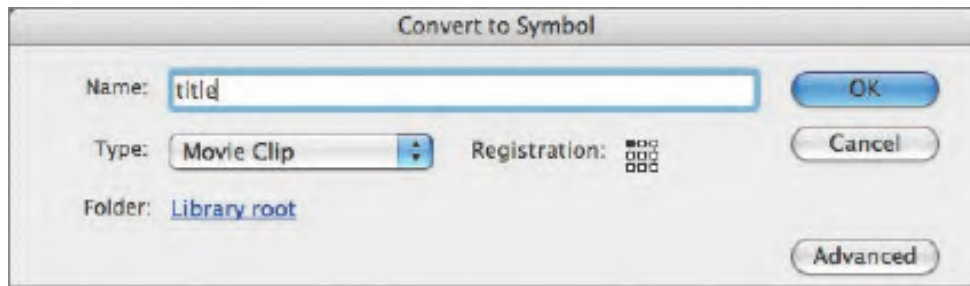 Convert to Symbol
Name: title OK
Type: Movie Clip Registration: Cancel
Folder: Library root
Advanced